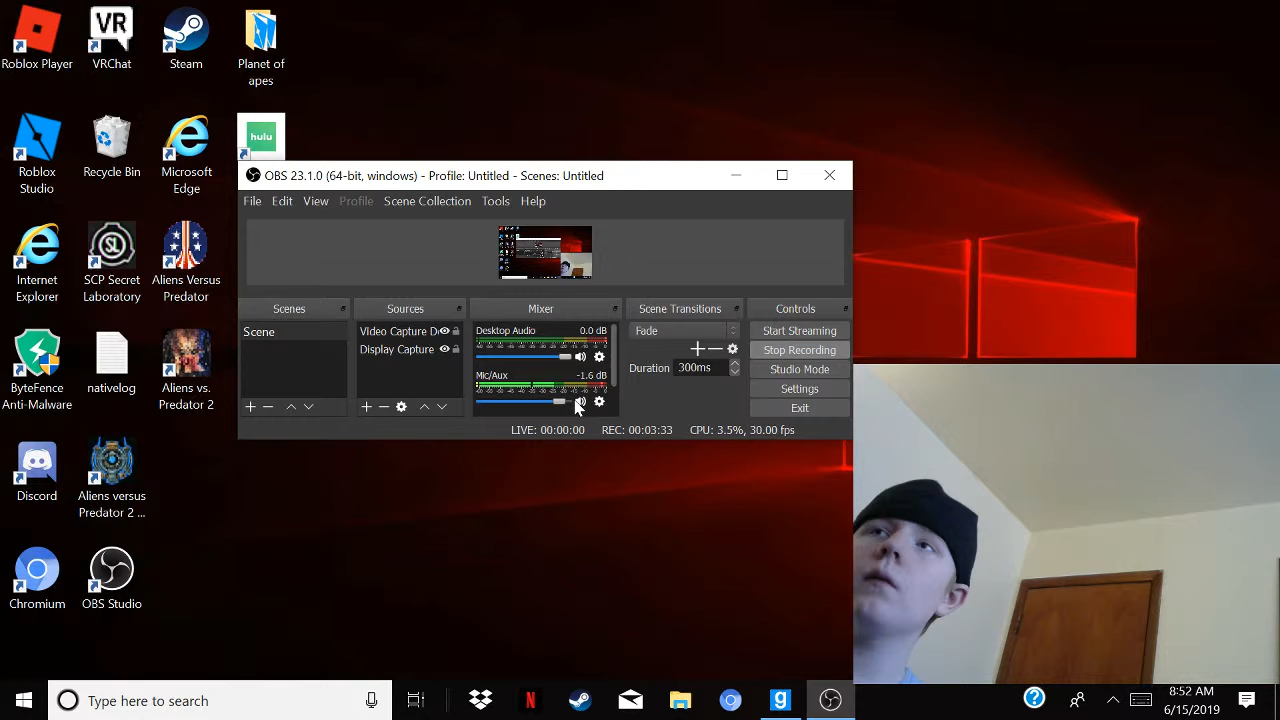 Roblox Player
VRChat
VR
Steam
Planet of
apes
Roblox
Studio
Recycle Bin
Microsoft
Edge
hulu
Internet
Explorer
SL
SCP Secret
Laboratory
Aliens Versus
Predator
ByteFence
Anti-Malware
nativelog
Aliens vs.
Predator 2
Discord
Aliens versus
Predator 2 ...
Chromium
OBS Studio
OBS 23.1.0 (64-bit, windows) - Profile: Untitled - Scenes: Untitled
File Edit View Profile Scene Collection Tools Help
Scenes
Sources
Mixer
Scene Transitions
Controls
Scene
Video Capture D
Display Capture
Desktop Audio 0.0 dB
Mic/Aux -1.6 dB
Fade
Duration 300ms
Start Streaming
Stop Recording
Studio Mode
Settings
Exit
LIVE: 00:00:00 REC: 00:03:33 CPU: 3.5%, 30.00 fps
Type here to search
8:52 AM
6/15/2019